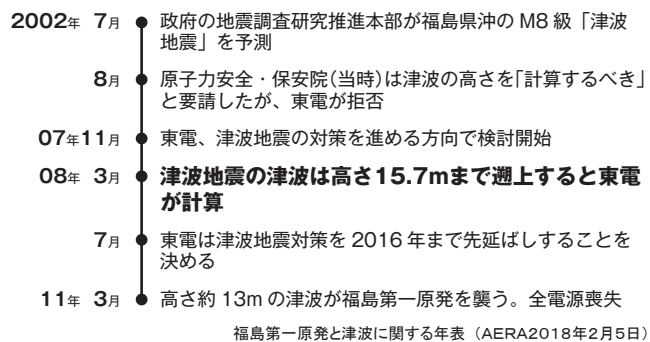 2002年 7月 ● 政府の地震調査研究推進本部が福島県沖の M8 級「津波
地震」を予測
8月 ● 原子力安全・保安院(当時)は津波の高さを「計算するべき」
と要請したが、東電が拒否
07年11月 ● 東電、津波地震の対策を進める方向で検討開始
08年 3月 ● 津波地震の津波は高さ15.7mまで遡上すると東電
が計算
7月 ● 東電は津波地震対策を 2016 年まで先延ばしすることを
決める
11年 3月 ● 高さ約 13m の津波が福島第一原発を襲う。全電源喪失
福島第一原発と津波に関する年表（AERA2018年2月5日）